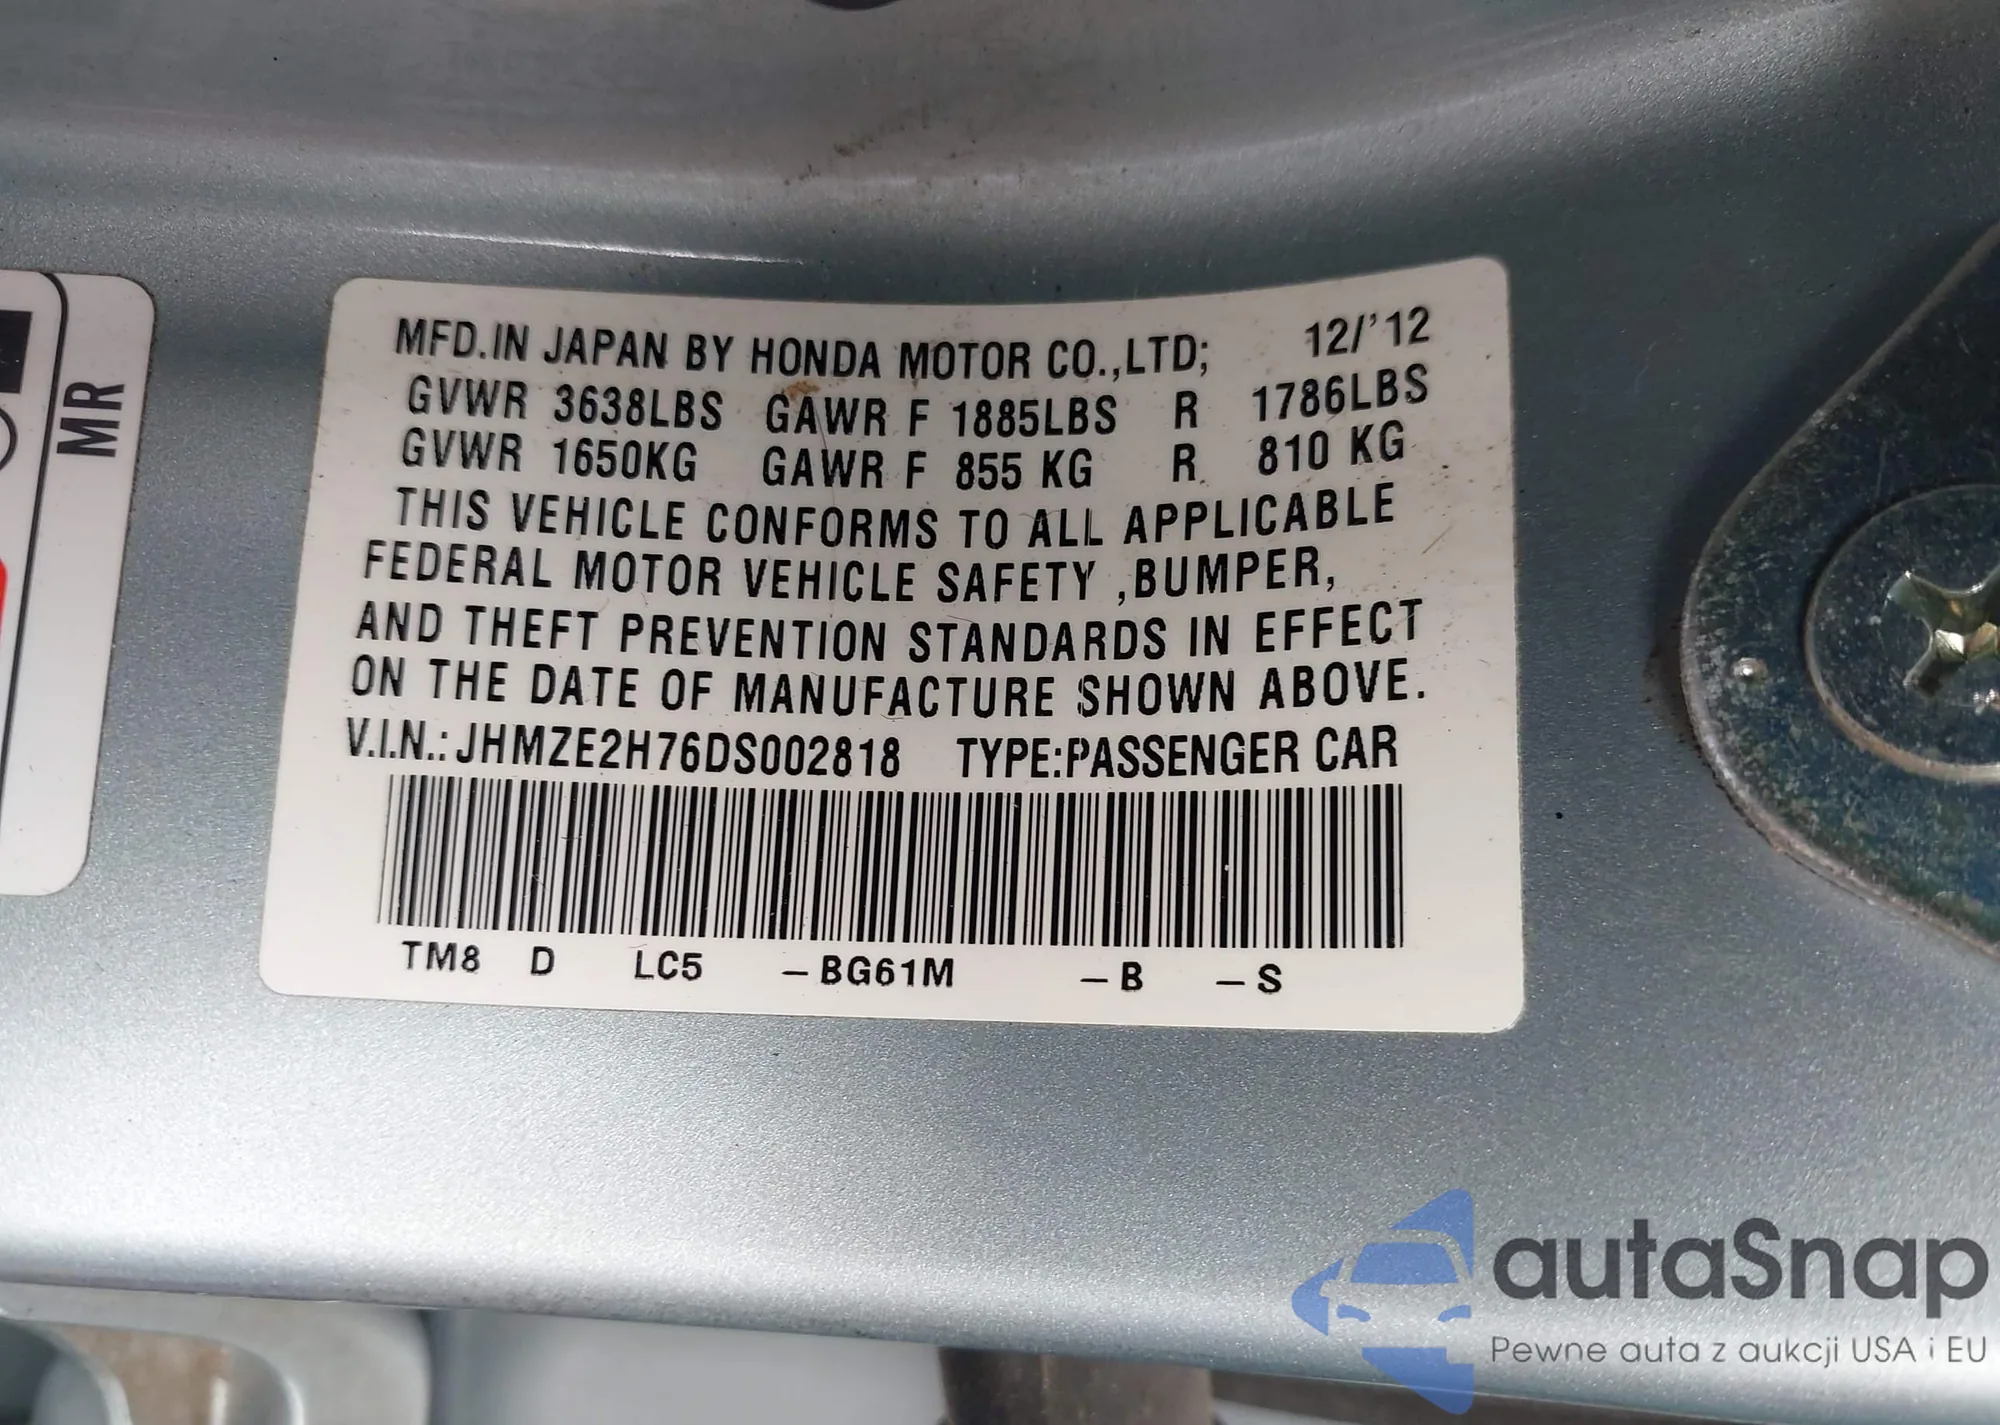 MR
MFD.IN JAPAN BY HONDA MOTOR CO.,LTD; 12/'12
GVWR 3638LBS GAWR F 1885LBS R 1786LBS
GVWR 1650KG GAWR F 855 KG R 810 KG
THIS VEHICLE CONFORMS TO ALL APPLICABLE
FEDERAL MOTOR VEHICLE SAFETY ,BUMPER,
AND THEFT PREVENTION STANDARDS IN EFFECT
ON THE DATE OF MANUFACTURE SHOWN ABOVE.
V.I.N.: JHMZE2H76DS002818 TYPE:PASSENGER CAR
TM8 D LC5 -BG61M -B -S
autaSnap
Pewne auta z aukcji USA i EU